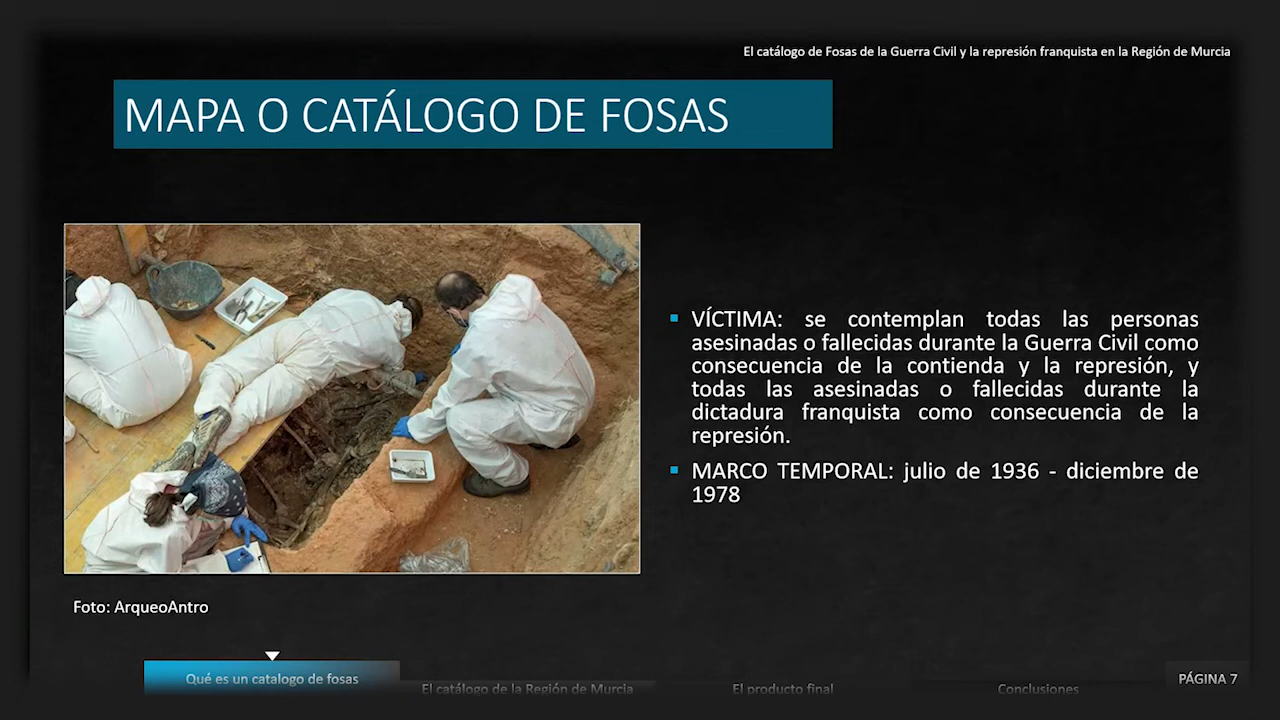 El catálogo de Fosas de la Guerra Civil y la represión franquista en la Región de Murcia
MAPA O CATÁLOGO DE FOSAS
VÍCTIMA: se contemplan todas las personas
asesinadas o fallecidas durante la Guerra Civil como
consecuencia de la contienda y la represión, y
todas las asesinadas o fallecidas durante la
dictadura franquista como consecuencia de la
represión.
MARCO TEMPORAL: julio de 1936 - diciembre de
1978
Foto: ArqueoAntro
Qué es un catalogo de fosas
El catálogo de la Región de Murcia
El producto final
Conclusiones
PÁGINA 7